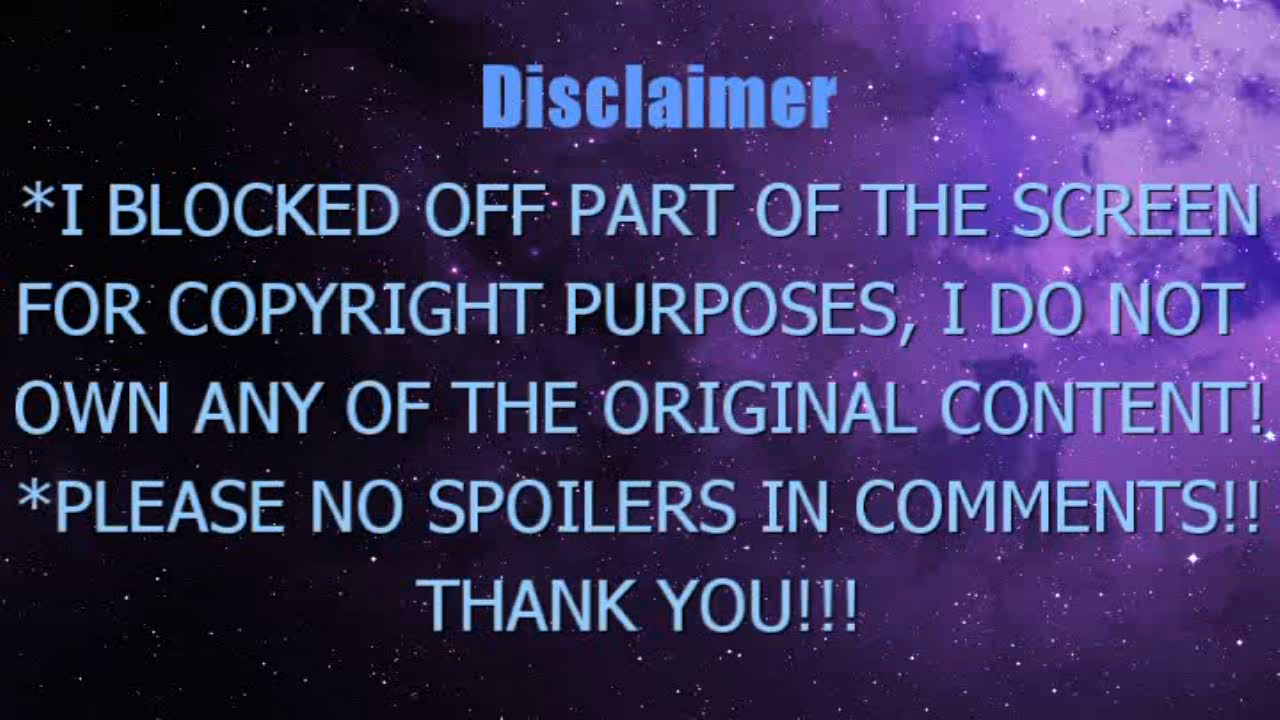 Disclaimer
*I BLOCKED OFF PART OF THE SCREEN
FOR COPYRIGHT PURPOSES, I DO NOT
OWN ANY OF THE ORIGINAL CONTENT!
*PLEASE NO SPOILERS IN COMMENTS!!
THANK YOU!!!